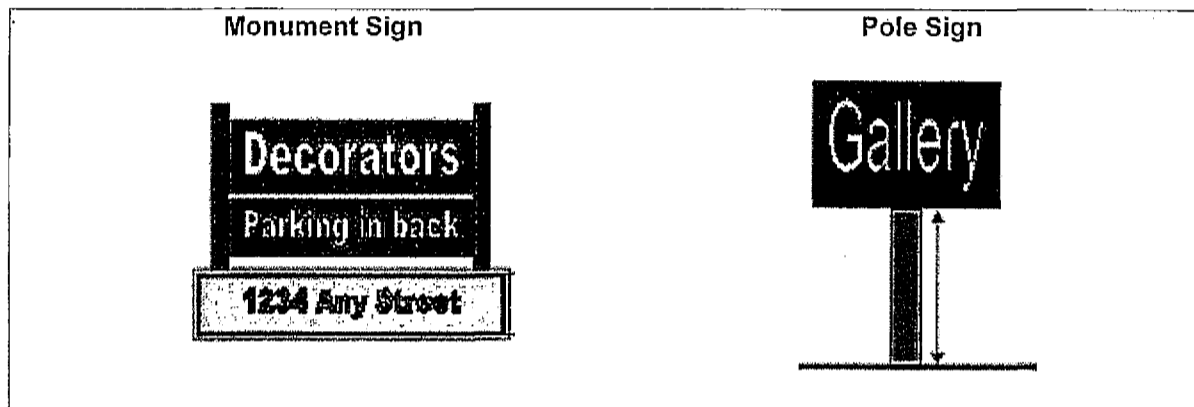 Monument Sign
Pole Sign
Decorators
Parking in back
1234 Any Street
Gallery